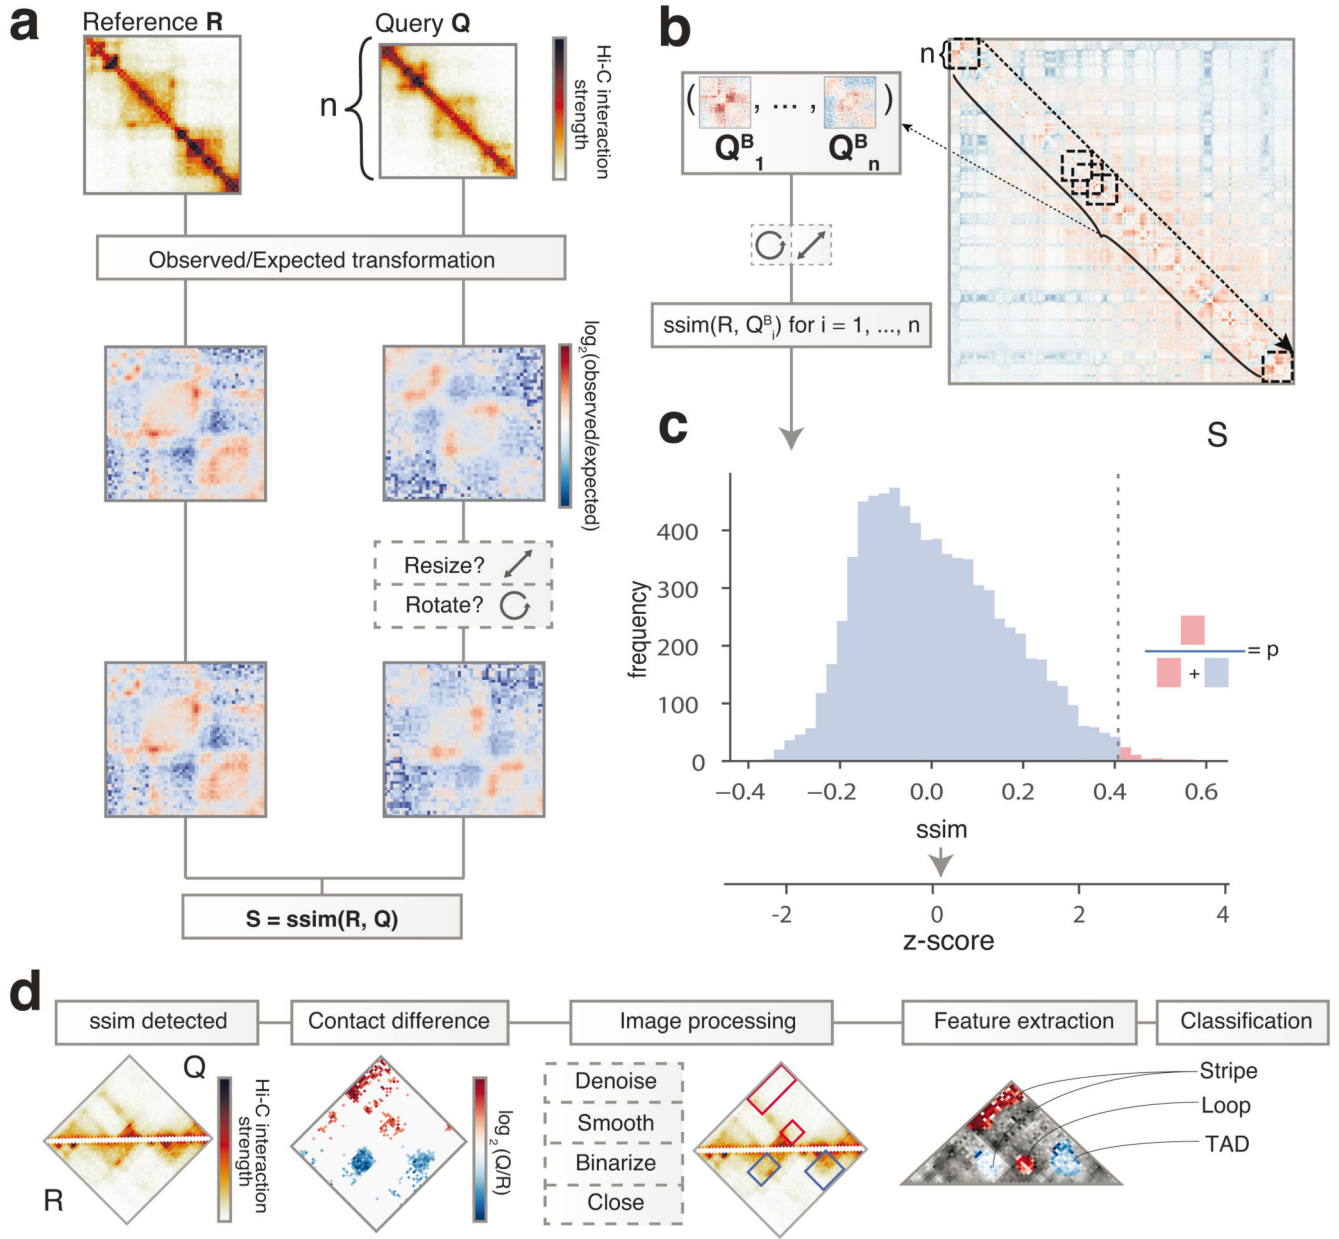 a
Reference R
Query Q
n
Hi-C interaction
strength
Observed/Expected transformation
log2(observed/expected)
Resize?
Rotate?
S = ssim(R, Q)
b
n
( , ... , )
Q^B_1 Q^B_n
ssim(R, Q^B_i) for i = 1, ..., n
c
S
frequency
400
300
200
100
0
−0.4 −0.2 0.0 0.2 0.4 0.6
ssim
+
= p
-2 0 2 4
z-score
d
ssim detected
Contact difference
Image processing
Feature extraction
Classification
Q
R
Hi-C interaction
strength
log2(Q/R)
Denoise
Smooth
Binarize
Close
Stripe
Loop
TAD